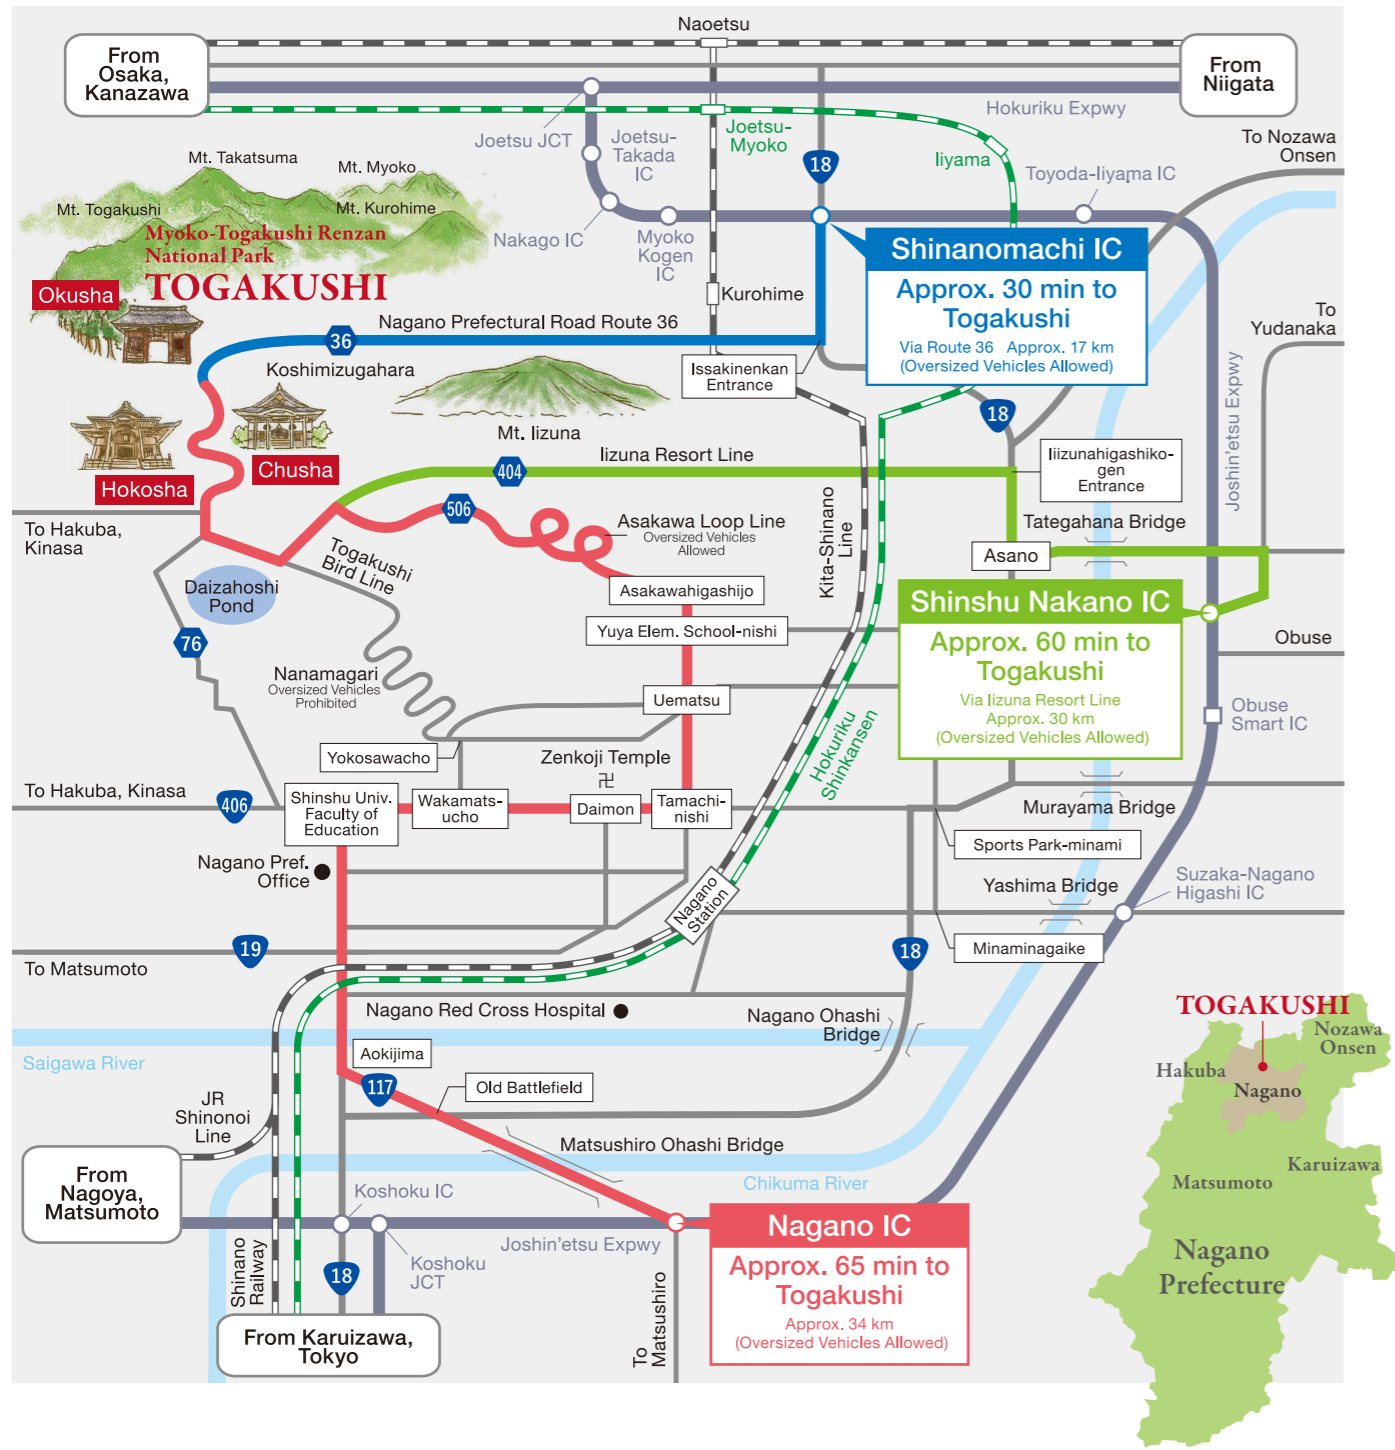 Naoetsu
From
Osaka,
Kanazawa
From
Niigata
Hokuriku Expwy
Joetsu JCT
Joetsu-
Takada
IC
Joetsu-
Myoko
18
Iiyama
To Nozawa
Onsen
Toyoda-Iiyama IC
Mt. Takatsuma
Mt. Myoko
Mt. Togakushi
Mt. Kurohime
Myoko-Togakushi Renzan
National Park
TOGAKUSHI
Nakago IC
Myoko
Kogen
IC
Shinanomachi IC
Approx. 30 min to
Togakushi
Via Route 36 Approx. 17 km
(Oversized Vehicles Allowed)
Okusha
Kurohime
To
Yudanaka
Nagano Prefectural Road Route 36
36
Koshimizugahara
Issakinenkan
Entrance
Joshin'etsu Expwy
18
Mt. Iizuna
Hokosha
Chusha
Iizuna Resort Line
404
Iiizunahigashiko-
gen
Entrance
506
Asakawa Loop Line
Oversized Vehicles
Allowed
Kita-Shinano
Line
Tategahana Bridge
Asano
To Hakuba,
Kinasa
Togakushi
Bird Line
Daizahoshi
Pond
Asakawahigashijo
Yuya Elem. School-nishi
Shinshu Nakano IC
Approx. 60 min to
Togakushi
Via Iizuna Resort Line
Approx. 30 km
(Oversized Vehicles Allowed)
76
Obuse
Nanamagari
Oversized Vehicles
Prohibited
Uematsu
Obuse
Smart IC
Hokuriku
Shinkansen
Yokosawacho
Zenkoji Temple
卍
To Hakuba, Kinasa
406
Shinshu Univ.
Faculty of
Education
Wakamats-
ucho
Daimon
Tamachi-
nishi
Murayama Bridge
Sports Park-minami
Nagano Pref.
Office
Nagano
Station
Yashima Bridge
Suzaka-Nagano
Higashi IC
Minaminagaike
19
18
To Matsumoto
Nagano Red Cross Hospital
Nagano Ohashi
Bridge
Saigawa River
Aokijima
117
Old Battlefield
JR
Shinonoi
Line
Matsushiro Ohashi Bridge
Chikuma River
From
Nagoya,
Matsumoto
Koshoku IC
Koshoku
JCT
Joshin'etsu Expwy
Shinano
Railway
18
From Karuizawa,
Tokyo
To
Matsushiro
Nagano IC
Approx. 65 min to
Togakushi
Approx. 34 km
(Oversized Vehicles Allowed)
TOGAKUSHI
Nozawa
Onsen
Hakuba
Nagano
Karuizawa
Matsumoto
Nagano
Prefecture